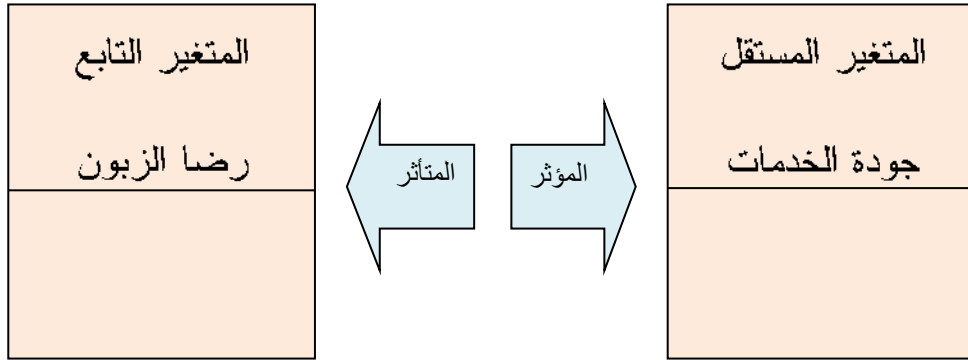 المتغير المستقل
جودة الخدمات
المؤثر
المتأثر
المتغير التابع
رضا الزبون